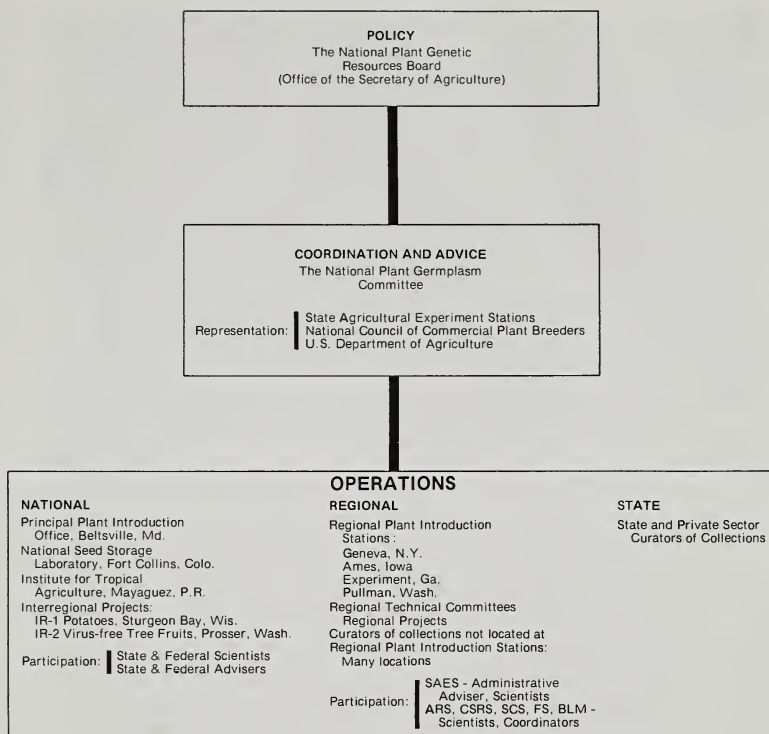 POLICY
The National Plant Genetic
Resources Board
(Office of the Secretary of Agriculture)
COORDINATION AND ADVICE
The National Plant Germplasm
Committee
Representation:
State Agricultural Experiment Stations
National Council of Commercial Plant Breeders
U.S. Department of Agriculture
OPERATIONS
NATIONAL
Principal Plant Introduction
Office, Beltsville, Md.
National Seed Storage
Laboratory, Fort Collins, Colo.
Institute for Tropical
Agriculture, Mayaguez, P.R.
Interregional Projects:
IR-1 Potatoes, Sturgeon Bay, Wis.
IR-2 Virus-free Tree Fruits, Prosser, Wash.
Participation:
State & Federal Scientists
State & Federal Advisers
REGIONAL
Regional Plant Introduction
Stations:
Geneva, N.Y.
Ames, Iowa
Experiment, Ga.
Pullman, Wash.
Regional Technical Committees
Regional Projects
Curators of collections not located at
Regional Plant Introduction Stations:
Many locations
Participation:
SAES - Administrative
Adviser, Scientists
ARS, CSRS, SCS, FS, BLM -
Scientists, Coordinators
STATE
State and Private Sector
Curators of Collections